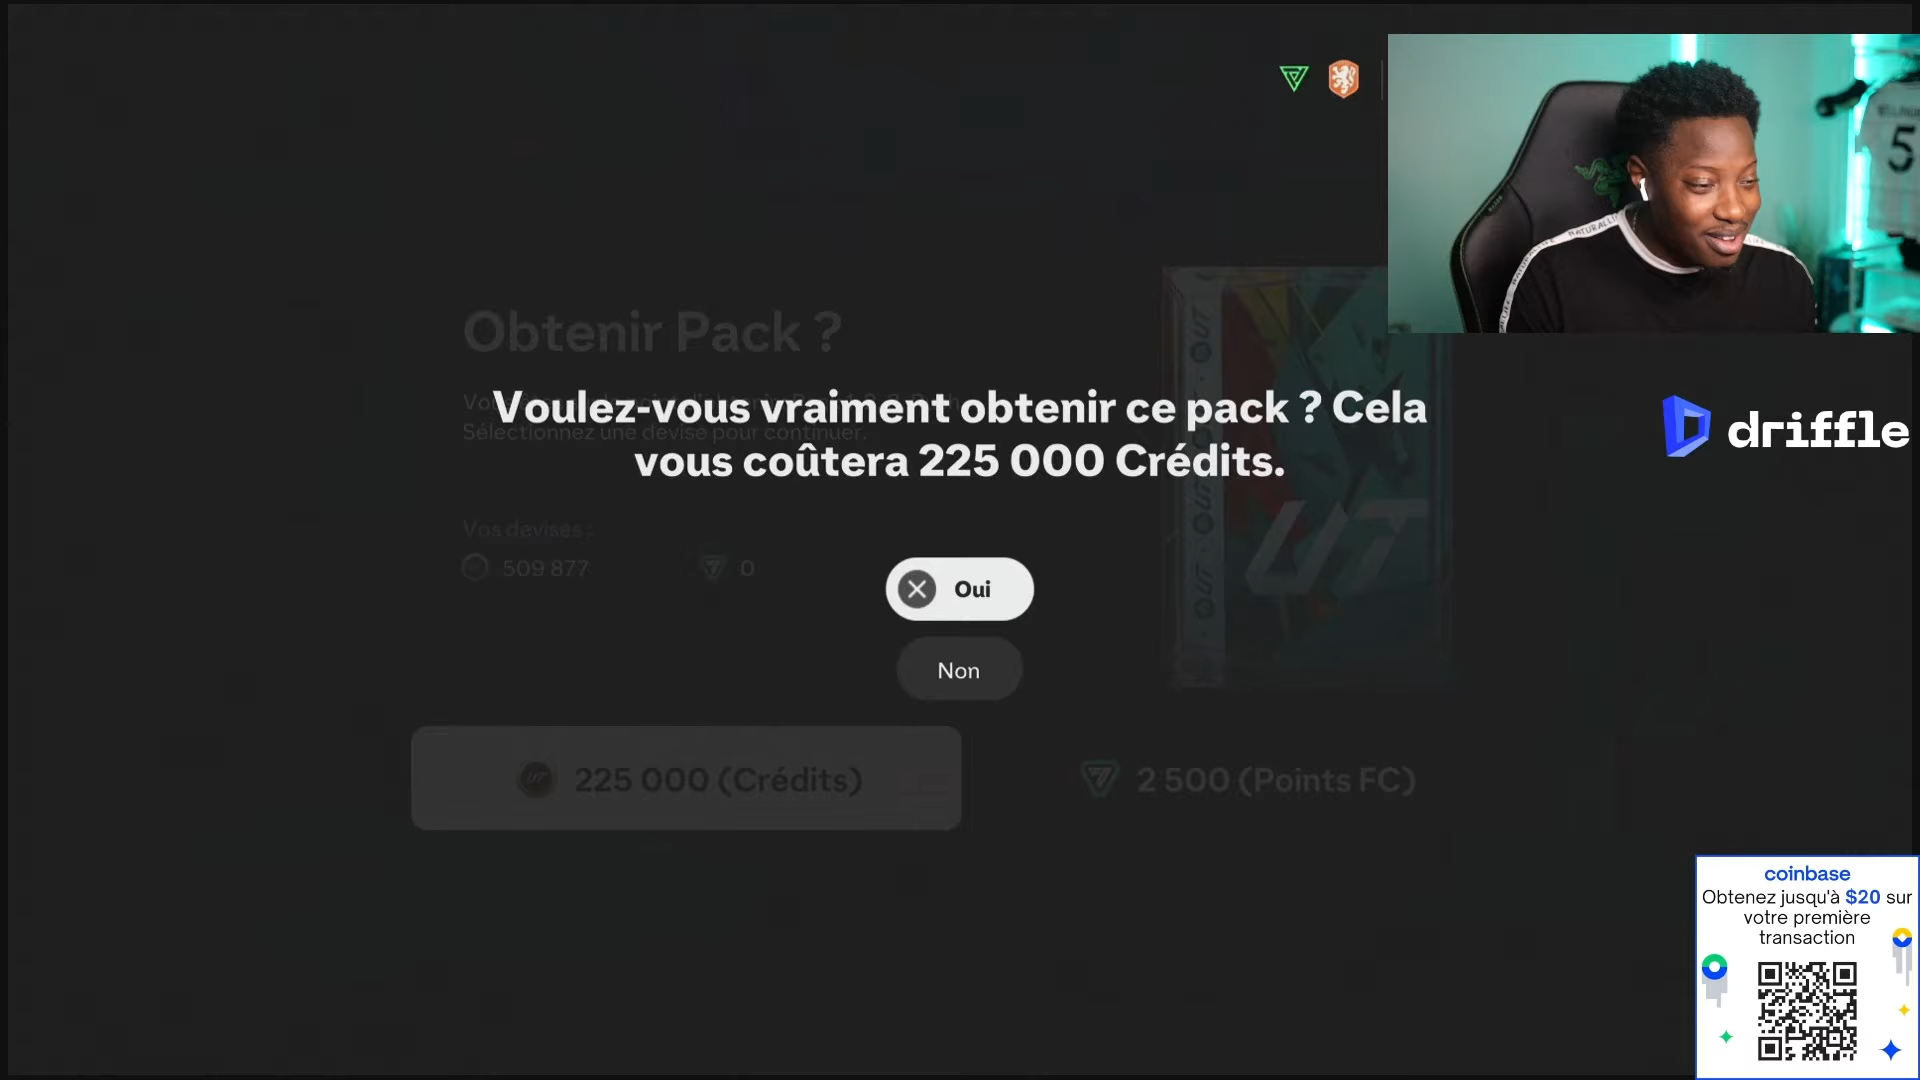 Obtenir Pack ?
Voulez-vous vraiment obtenir ce pack ? Cela
vous coûtera 225 000 Crédits.
Sélectionnez une devise pour continuer.
Vos devises :
509 877
0
Oui
Non
225 000 (Crédits)
2 500 (Points FC)
UT
5
driffle
coinbase
Obtenez jusqu'à $20 sur
votre première
transaction